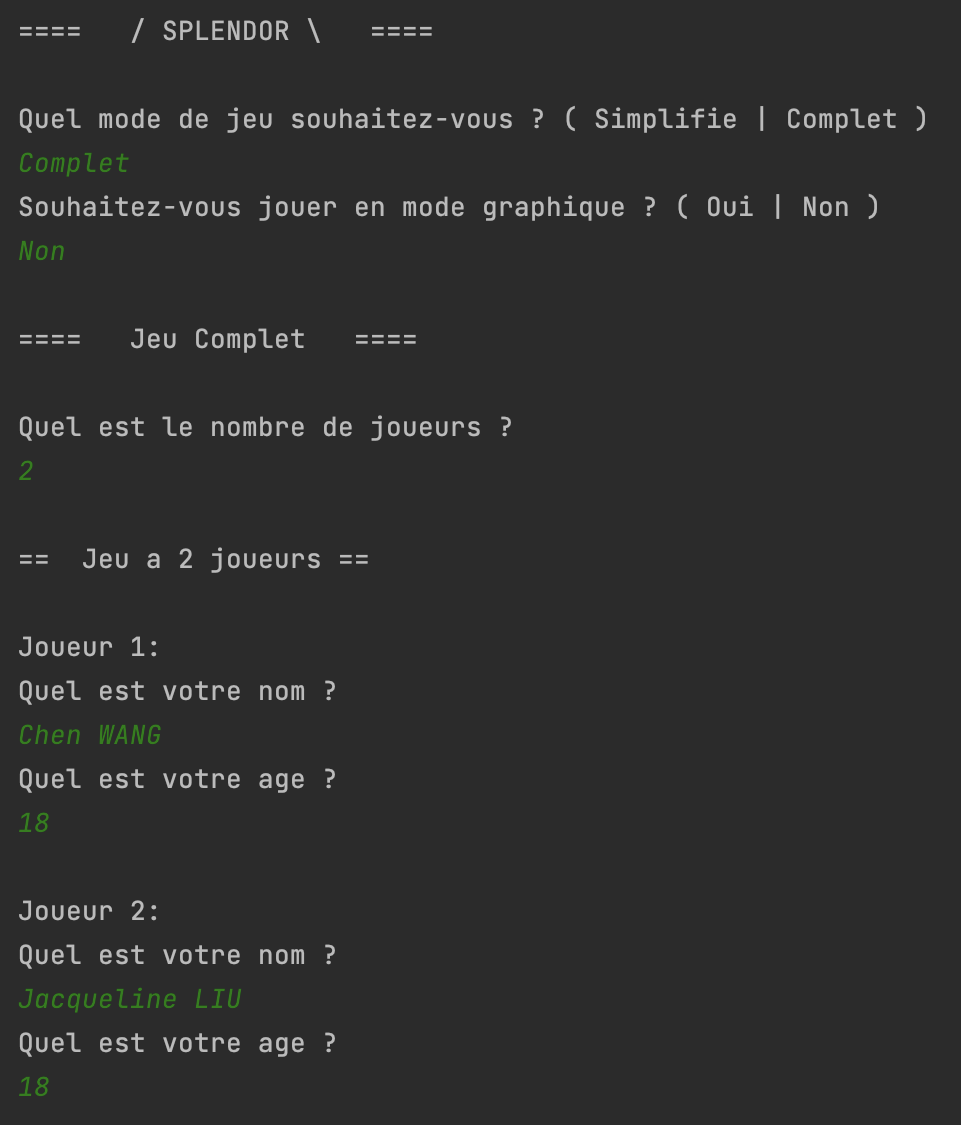 ====   / SPLENDOR \   ====
Quel mode de jeu souhaitez-vous ? ( Simplifie | Complet )
Complet
Souhaitez-vous jouer en mode graphique ? ( Oui | Non )
Non
====   Jeu Complet   ====
Quel est le nombre de joueurs ?
2
==  Jeu a 2 joueurs ==
Joueur 1:
Quel est votre nom ?
Chen WANG
Quel est votre age ?
18
Joueur 2:
Quel est votre nom ?
Jacqueline LIU
Quel est votre age ?
18